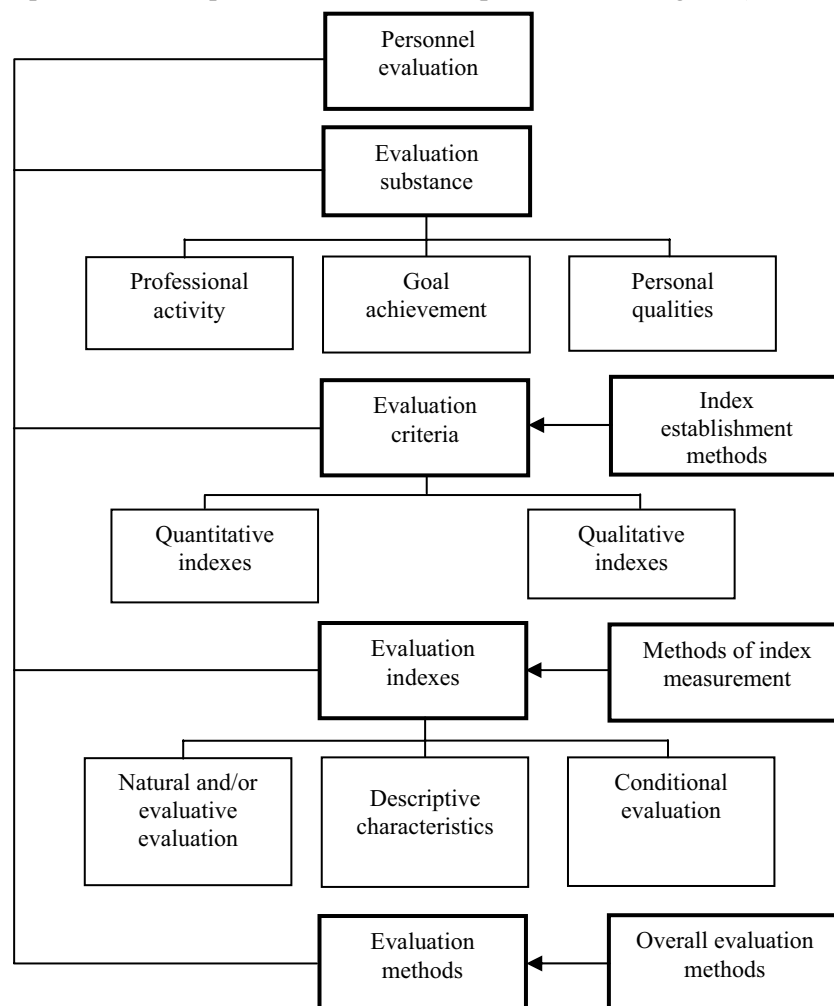 Personnel
evaluation
Evaluation
substance
Professional
activity
Goal
achievement
Personal
qualities
Evaluation
criteria
Index
establishment
methods
Quantitative
indexes
Qualitative
indexes
Evaluation
indexes
Methods of index
measurement
Natural and/or
evaluative
evaluation
Descriptive
characteristics
Conditional
evaluation
Evaluation
methods
Overall evaluation
methods